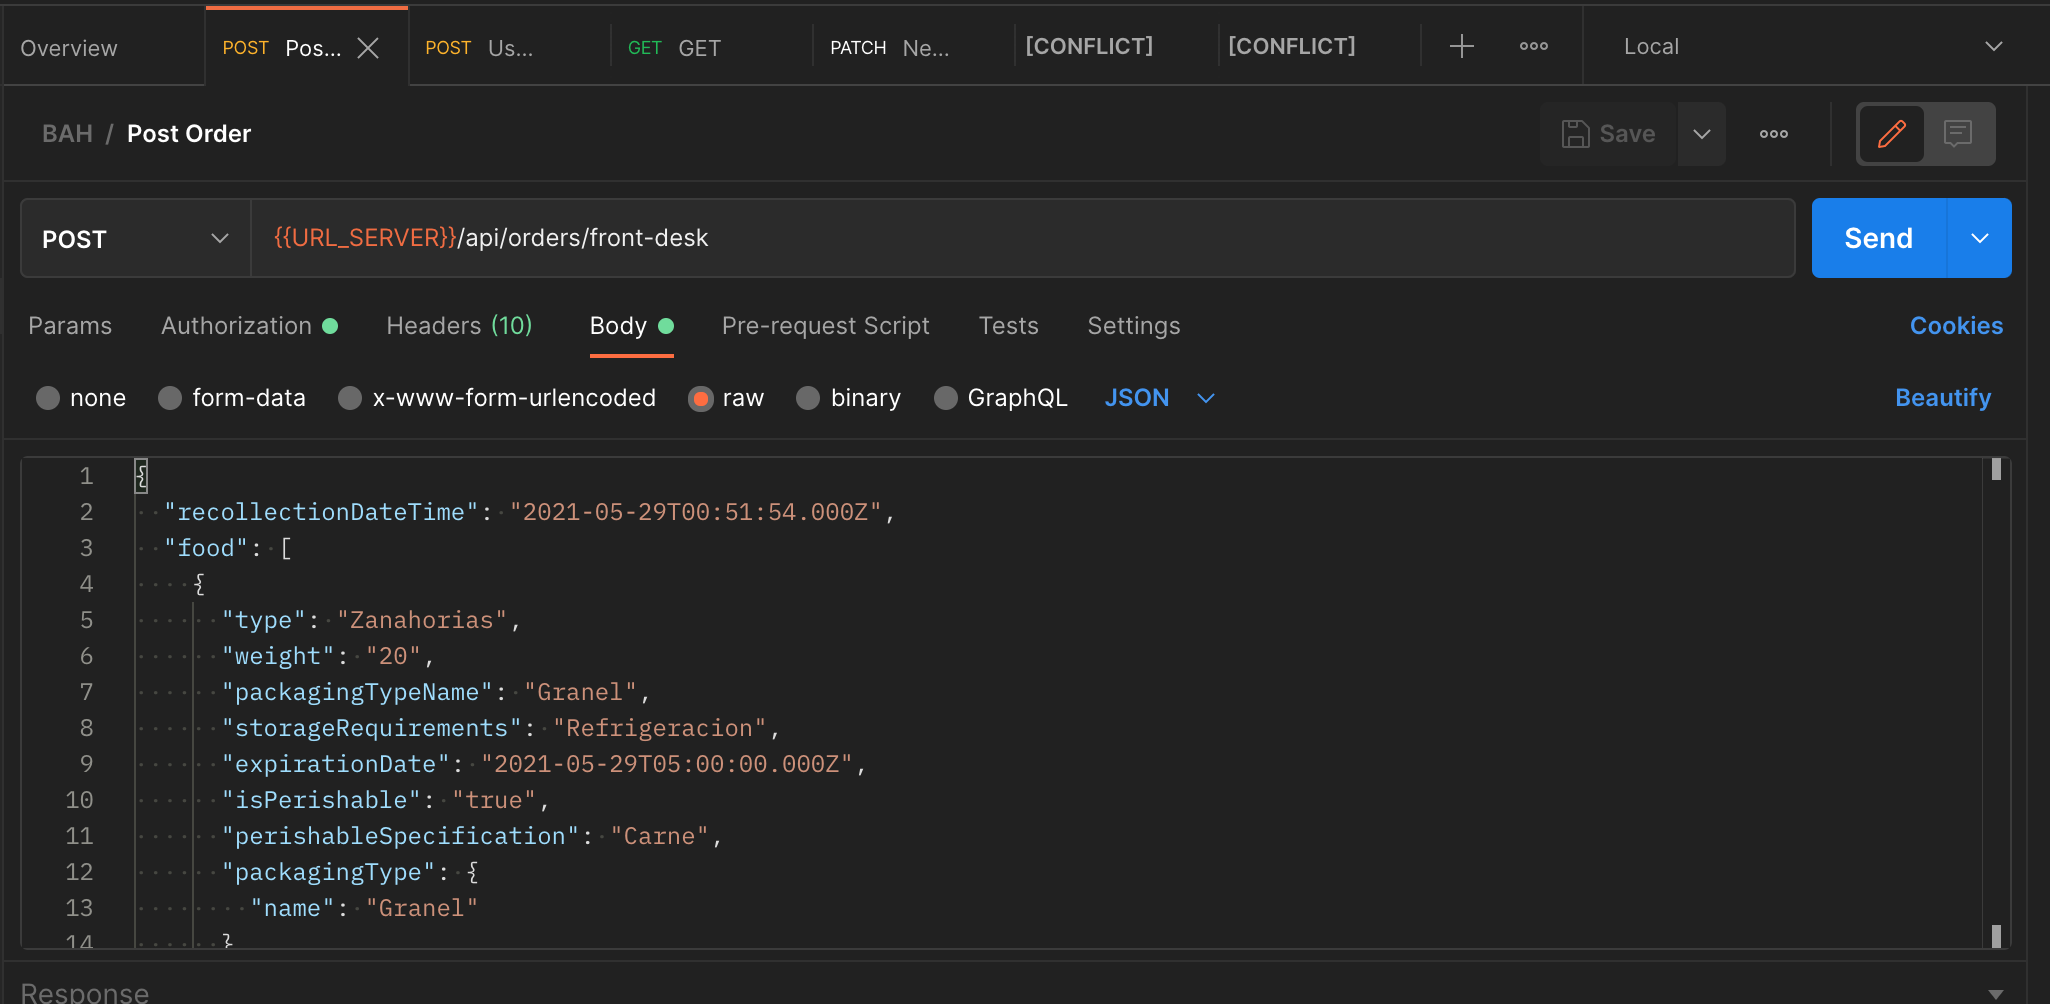 Overview POST Pos... POST Us... GET GET PATCH Ne... [CONFLICT] [CONFLICT] Local
BAH / Post Order Save
POST {{URL_SERVER}}/api/orders/front-desk Send
Params Authorization Headers (10) Body Pre-request Script Tests Settings Cookies
none form-data x-www-form-urlencoded raw binary GraphQL JSON Beautify
1 {
2 "recollectionDateTime": "2021-05-29T00:51:54.000Z",
3 "food": [
4 {
5 "type": "Zanahorias",
6 "weight": "20",
7 "packagingTypeName": "Granel",
8 "storageRequirements": "Refrigeracion",
9 "expirationDate": "2021-05-29T05:00:00.000Z",
10 "isPerishable": "true",
11 "perishableSpecification": "Carne",
12 "packagingType": {
13 "name": "Granel"
14 }
Response